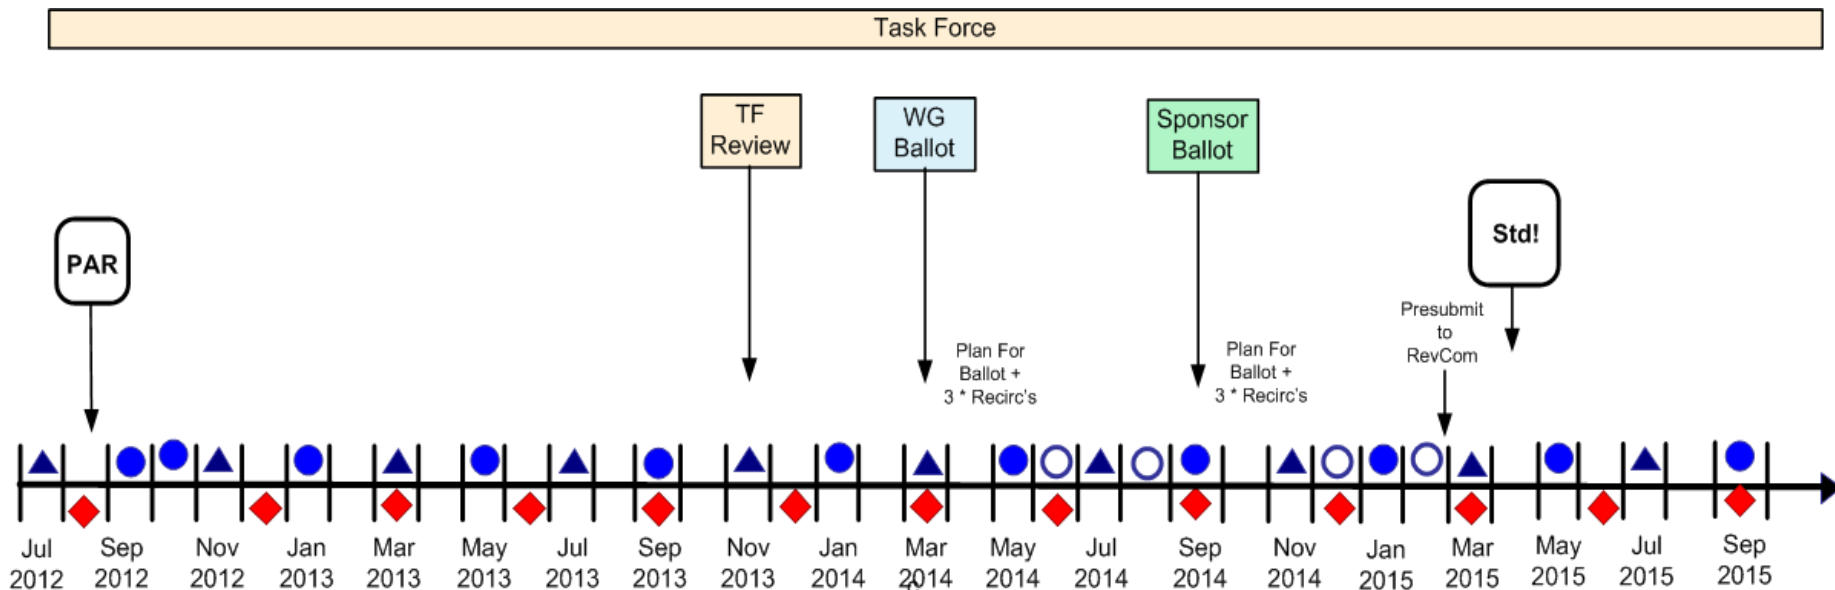 Task Force
TF
Review
WG
Ballot
Sponsor
Ballot
PAR
Std!
Presubmit
to
RevCom
Plan For
Ballot +
3 * Recirc's
Plan For
Ballot +
3 * Recirc's
Jul
2012
Sep
2012
Nov
2012
Jan
2013
Mar
2013
May
2013
Jul
2013
Sep
2013
Nov
2013
Jan
2014
Mar
2014
May
2014
Jul
2014
Sep
2014
Nov
2014
Jan
2015
Mar
2015
May
2015
Jul
2015
Sep
2015